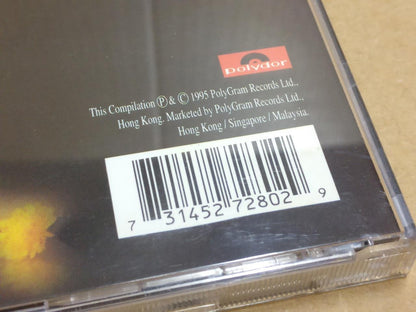 polydor
This Compilation ℗ & © 1995 PolyGram Records Ltd.,
Hong Kong. Marketed by PolyGram Records Ltd.,
Hong Kong / Singapore / Malaysia.
7 31452 72802 9